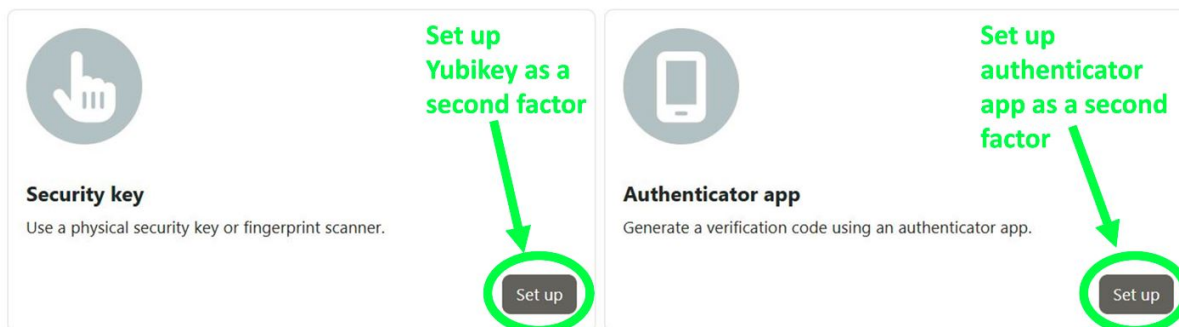 Set up
Yubikey as a
second factor
Security key
Use a physical security key or fingerprint scanner.
Set up
Set up
authenticator
app as a second
factor
Authenticator app
Generate a verification code using an authenticator app.
Set up